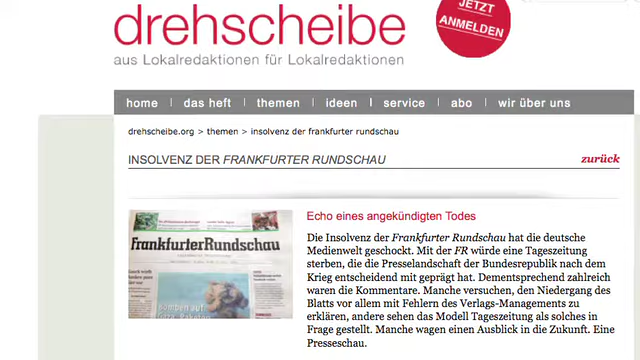 JETZT
ANMELDEN
drehscheibe
aus Lokalredaktionen für Lokalredaktionen
home | das heft | themen | ideen | service | abo | wir über uns
drehscheibe.org > themen > insolvenz der frankfurter rundschau
INSOLVENZ DER FRANKFURTER RUNDSCHAU
zurück
FrankfurterRundschau
Echo eines angekündigten Todes
Die Insolvenz der Frankfurter Rundschau hat die deutsche
Medienwelt geschockt. Mit der FR würde eine Tageszeitung
sterben, die die Presselandschaft der Bundesrepublik nach dem
Krieg entscheidend mit geprägt hat. Dementsprechend zahlreich
waren die Kommentare. Manche versuchen, den Niedergang des
Blatts vor allem mit Fehlern des Verlags-Managements zu
erklären, andere sehen das Modell Tageszeitung als solches in
Frage gestellt. Manche wagen einen Ausblick in die Zukunft. Eine
Presseschau.